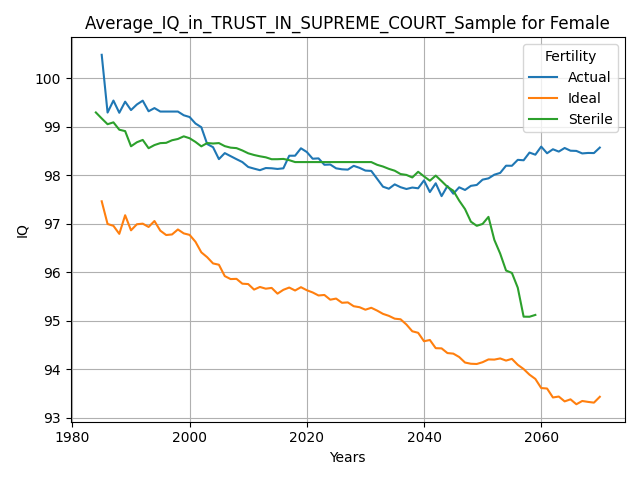 Average_IQ_in_TRUST_IN_SUPREME_COURT_Sample for Female
Fertility
Actual
Ideal
Sterile
IQ
100
99
98
97
96
95
94
93
1980
2000
2020
2040
2060
Years